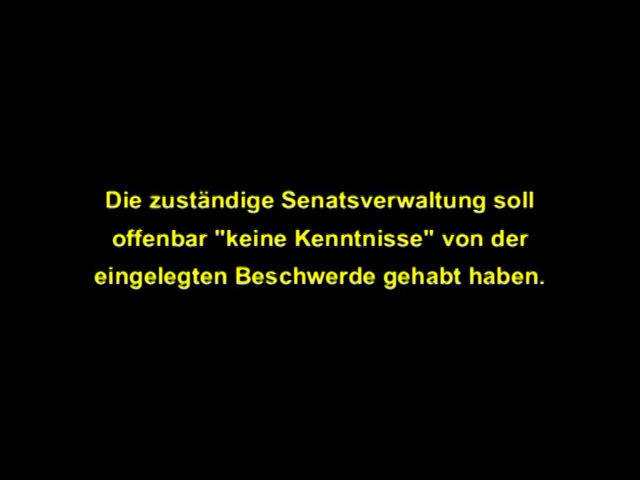 Die zuständige Senatsverwaltung soll
offenbar "keine Kenntnisse" von der
eingelegten Beschwerde gehabt haben.